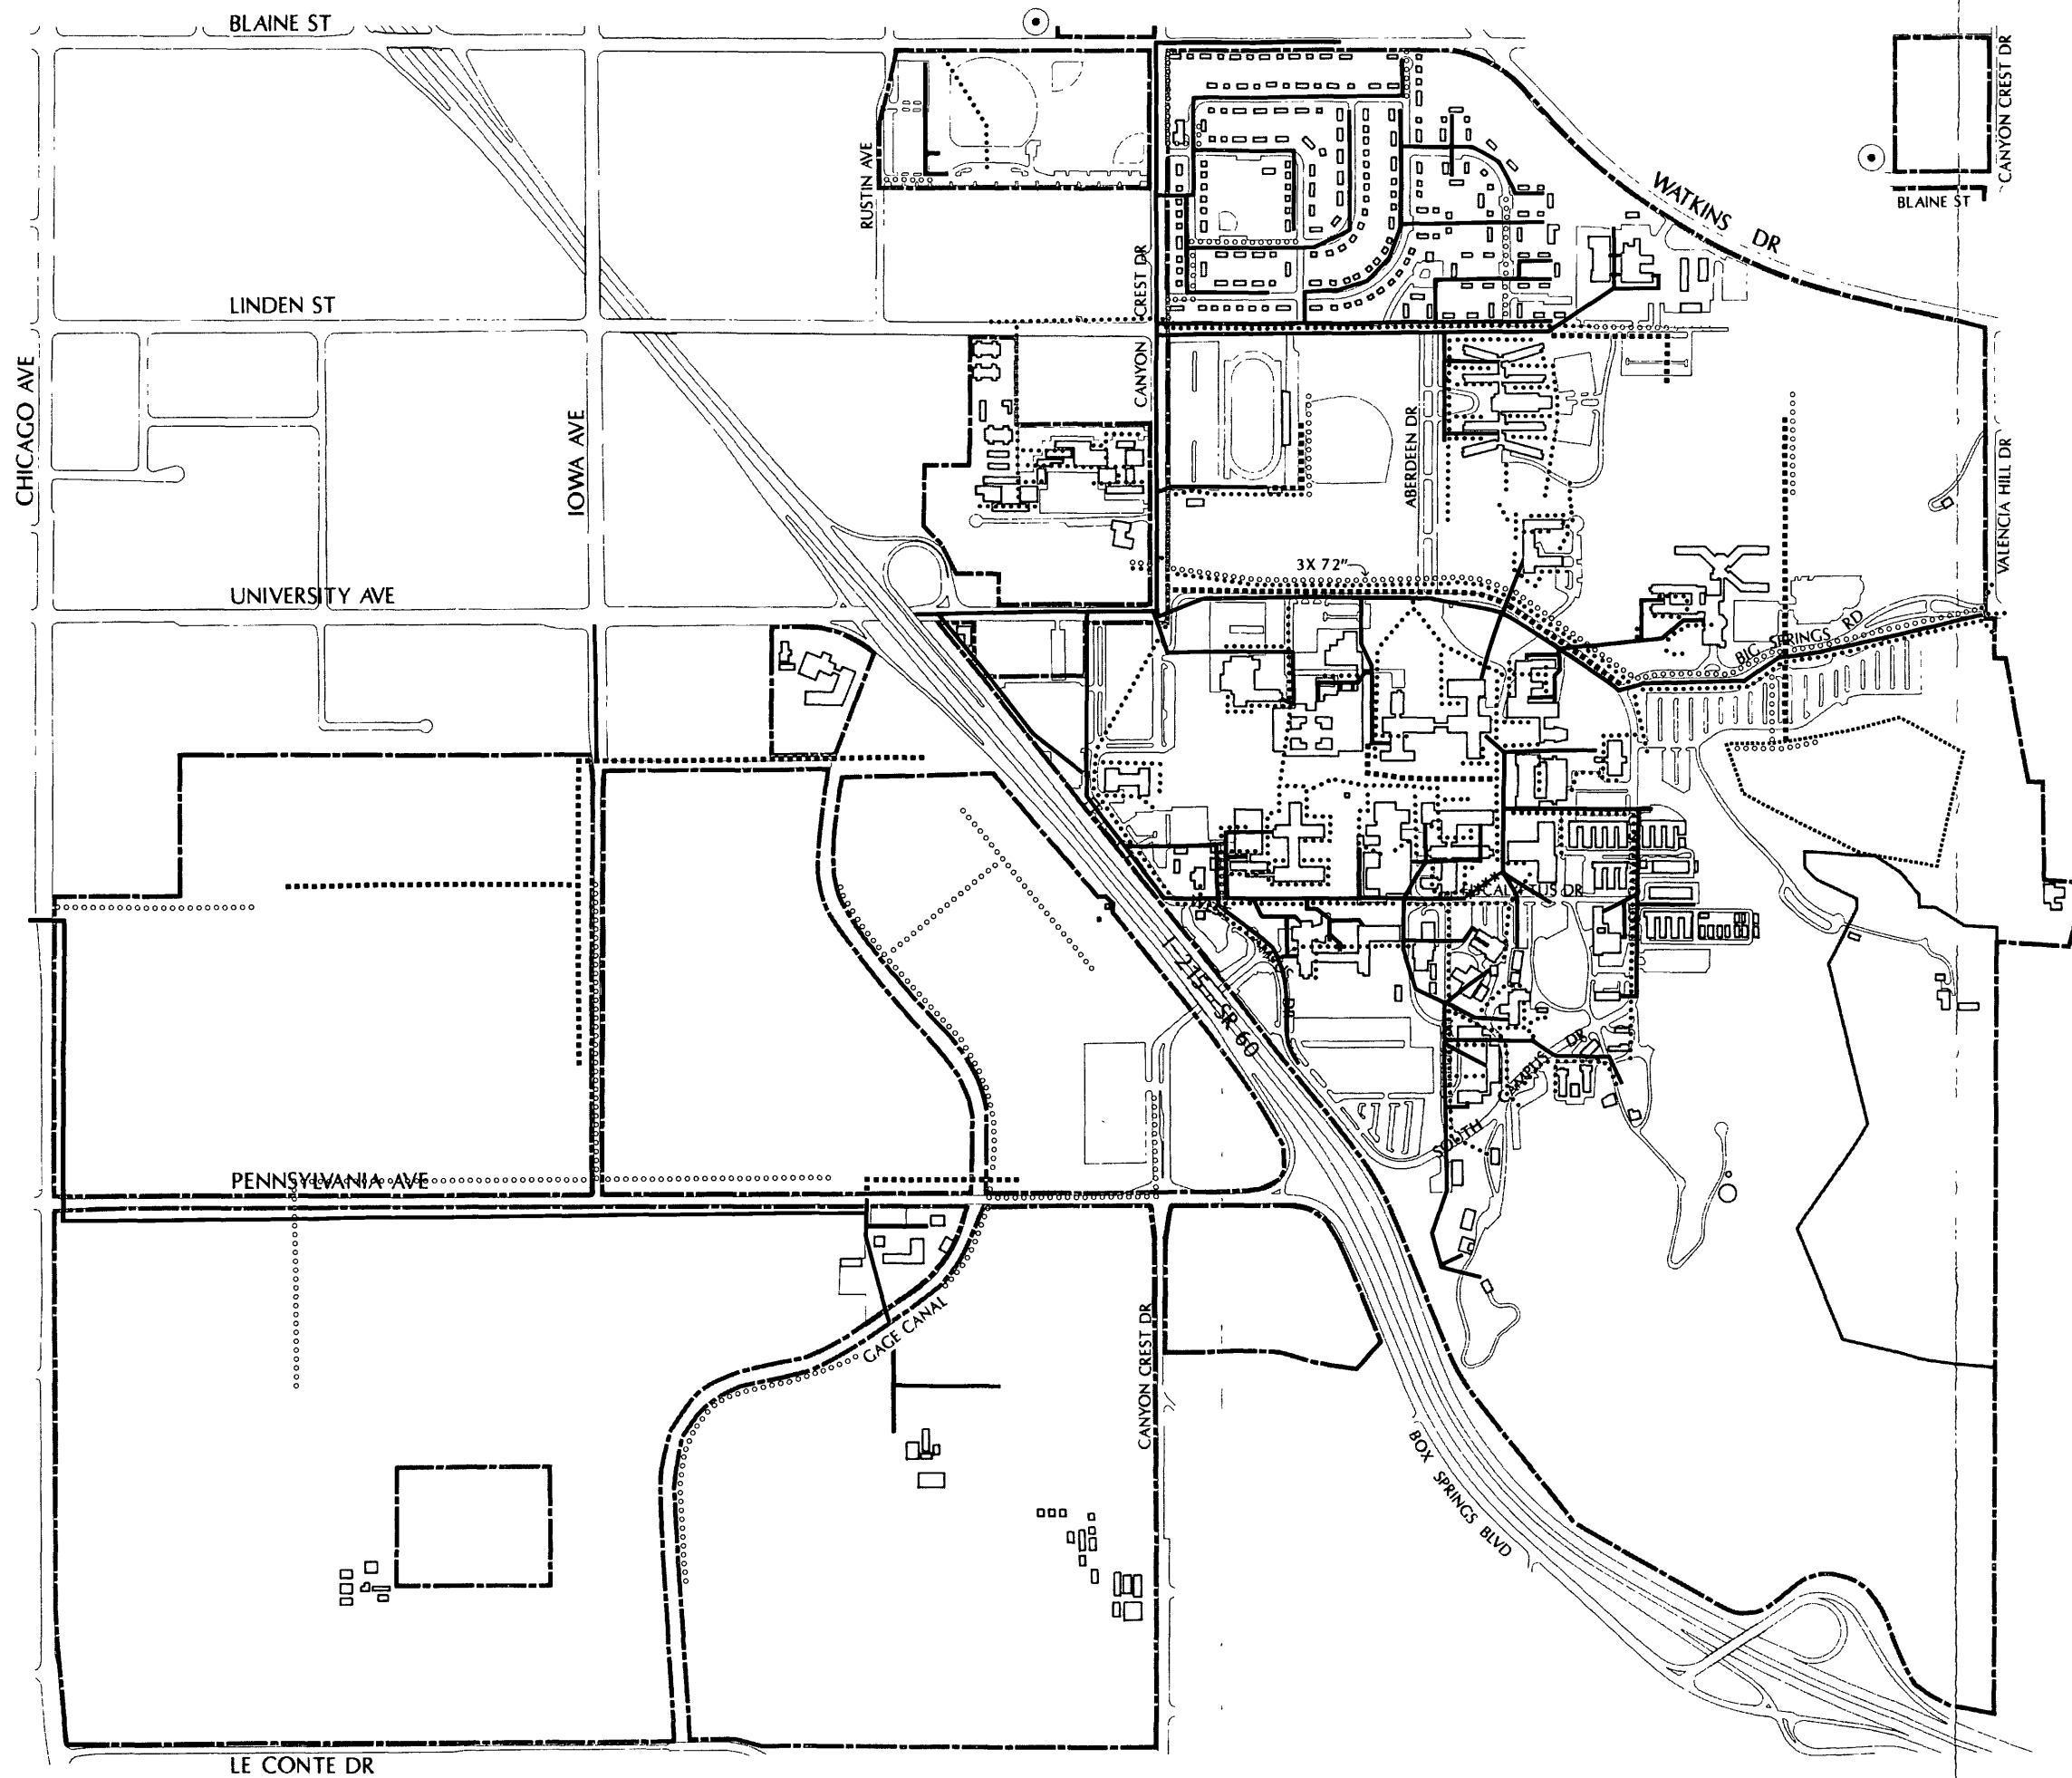 BLAINE ST
CANYON CREST DR
RUSTIN AVE
WATKINS DR
BLAINE ST
CREST DR
LINDEN ST
CANYON
CHICAGO AVE
IOWA AVE
ABERDEEN DR
VALENCIA HILL DR
3X 72"
UNIVERSITY AVE
BIG SPRINGS RD
EUCALYPTUS DR
I-215
SR 60
CAMPUS DR
SOUTH CAMPUS DR
PENNSYLVANIA AVE
GAGE CANAL
CANYON CREST DR
BOX SPRINGS BLVD
LE CONTE DR